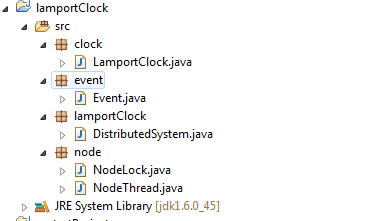 lamportClock
src
clock
LamportClock.java
event
Event.java
lamportClock
DistributedSystem.java
node
NodeLock.java
NodeThread.java
JRE System Library [jdk1.6.0_45]